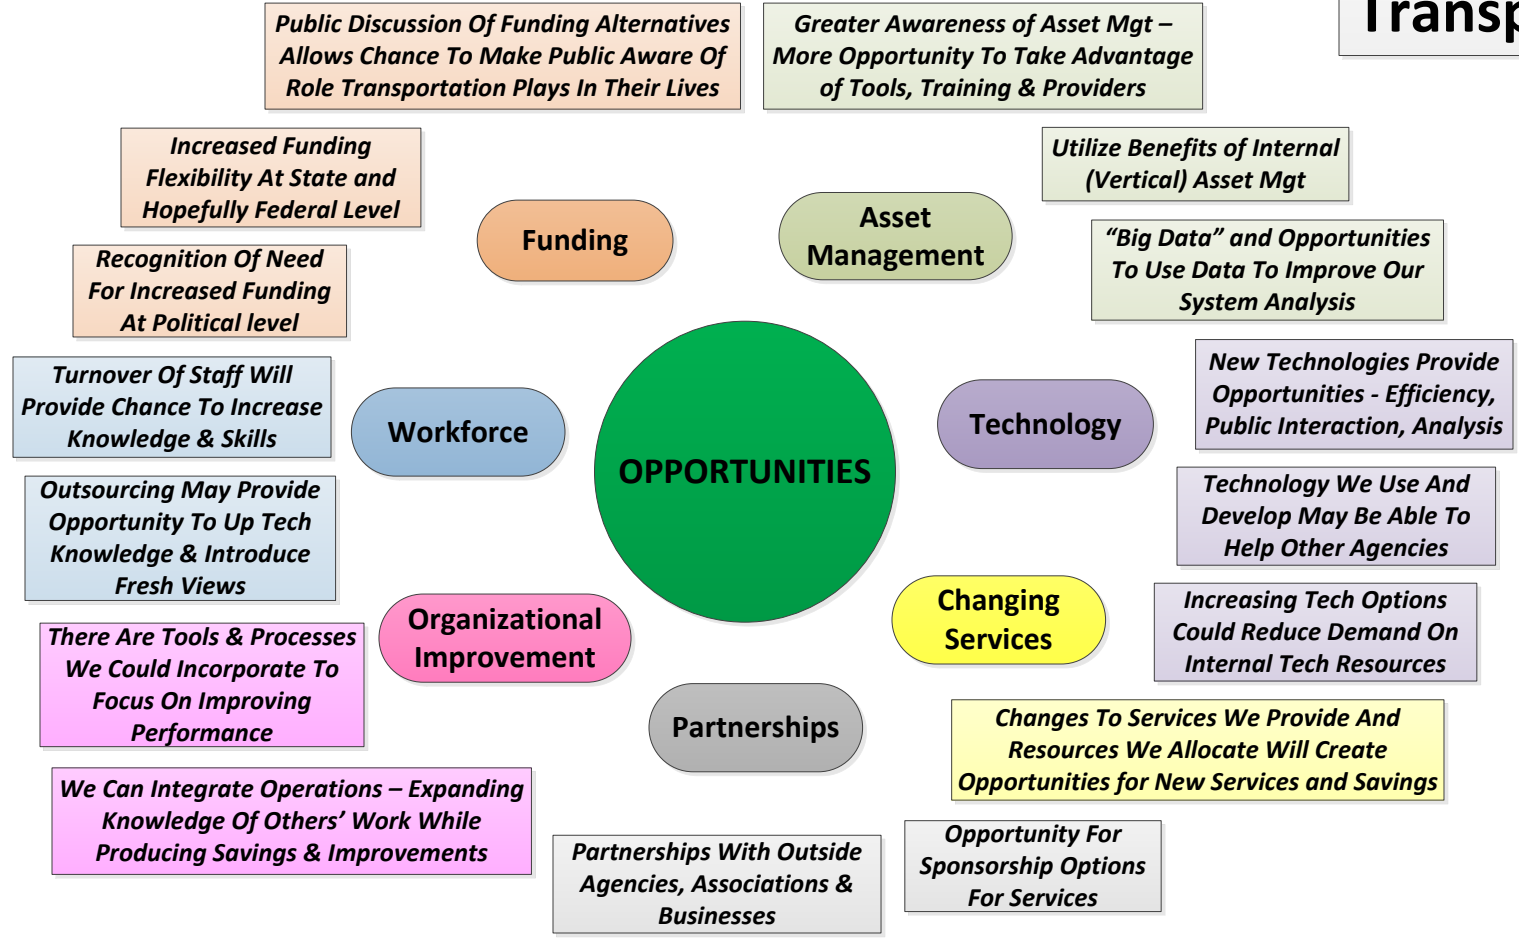 Transp
Public Discussion Of Funding Alternatives
Allows Chance To Make Public Aware Of
Role Transportation Plays In Their Lives
Greater Awareness of Asset Mgt –
More Opportunity To Take Advantage
of Tools, Training & Providers
Increased Funding
Flexibility At State and
Hopefully Federal Level
Utilize Benefits of Internal
(Vertical) Asset Mgt
Funding
Asset
Management
“Big Data” and Opportunities
To Use Data To Improve Our
System Analysis
Recognition Of Need
For Increased Funding
At Political level
Turnover Of Staff Will
Provide Chance To Increase
Knowledge & Skills
Workforce
OPPORTUNITIES
Technology
New Technologies Provide
Opportunities - Efficiency,
Public Interaction, Analysis
Outsourcing May Provide
Opportunity To Up Tech
Knowledge & Introduce
Fresh Views
Technology We Use And
Develop May Be Able To
Help Other Agencies
Organizational
Improvement
Changing
Services
Increasing Tech Options
Could Reduce Demand On
Internal Tech Resources
There Are Tools & Processes
We Could Incorporate To
Focus On Improving
Performance
Partnerships
Changes To Services We Provide And
Resources We Allocate Will Create
Opportunities for New Services and Savings
We Can Integrate Operations – Expanding
Knowledge Of Others’ Work While
Producing Savings & Improvements
Partnerships With Outside
Agencies, Associations &
Businesses
Opportunity For
Sponsorship Options
For Services